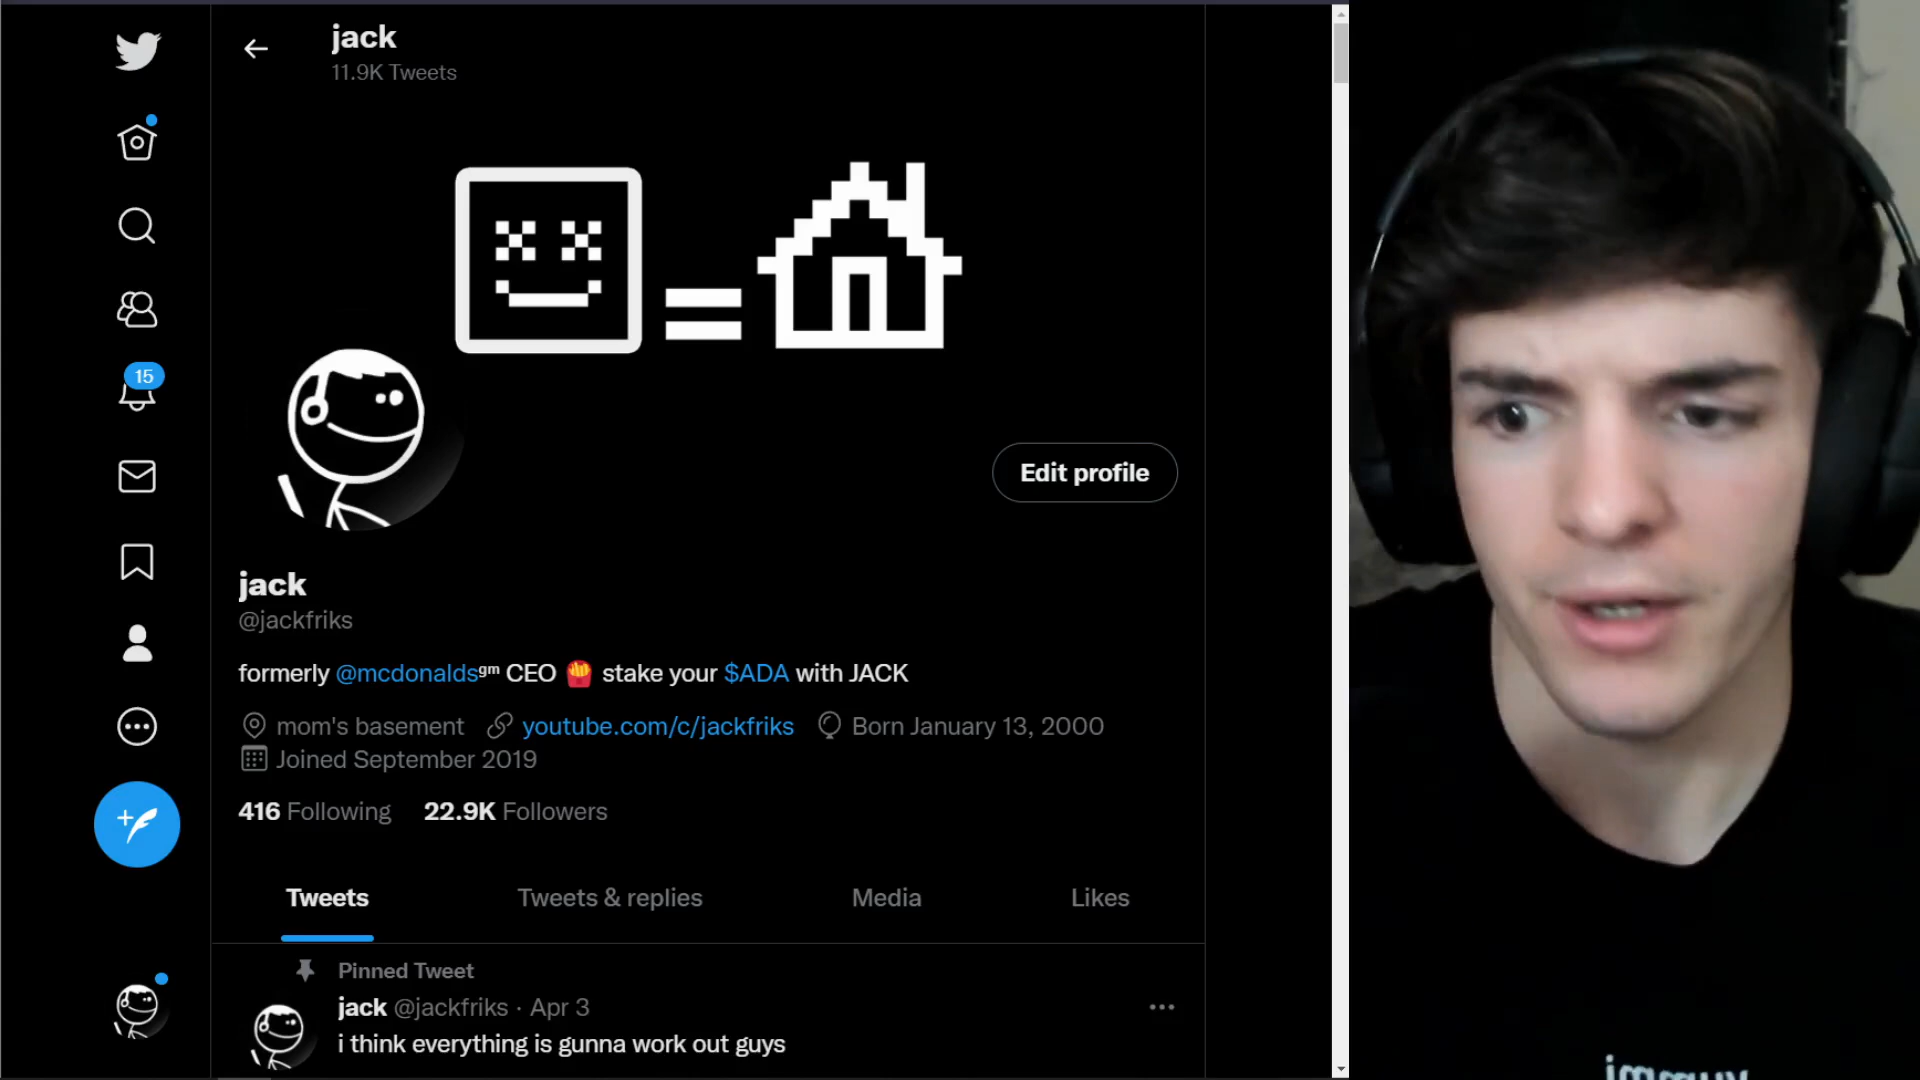 jack
11.9K Tweets
15
Edit profile
jack
@jackfriks
formerly @mcdonaldsᵍᵐ CEO 🍟 stake your $ADA with JACK
mom's basement youtube.com/c/jackfriks Born January 13, 2000
Joined September 2019
416 Following 22.9K Followers
Tweets Tweets & replies Media Likes
Pinned Tweet
jack @jackfriks · Apr 3
i think everything is gunna work out guys